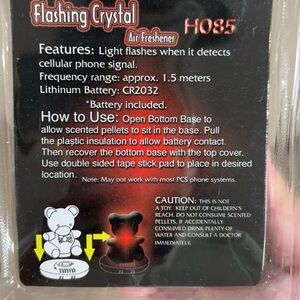 Flashing Crystal
Air Freshener
H085
Features: Light flashes when it detects
cellular phone signal.
Frequency range: approx. 1.5 meters
Lithinum Battery: CR2032
*Battery included.
How to Use: Open Bottom Base to
allow scented pellets to sit in the base. Pull
the plastic insulation to allow battery contact.
Then recover the bottom base with the top cover.
Use double sided tape stick pad to place in desired
location.
Note: May not work with most PCS phone systems.
CAUTION: THIS IS NOT
A TOY. KEEP OUT OF CHILDREN'S
REACH. DO NOT CONSUME SCENTED
PELLETS. IF ACCIDENTALLY
CONSUMED DRINK PLENTY OF
WATER AND CONSULT A DOCTOR
IMMEDIATELY.